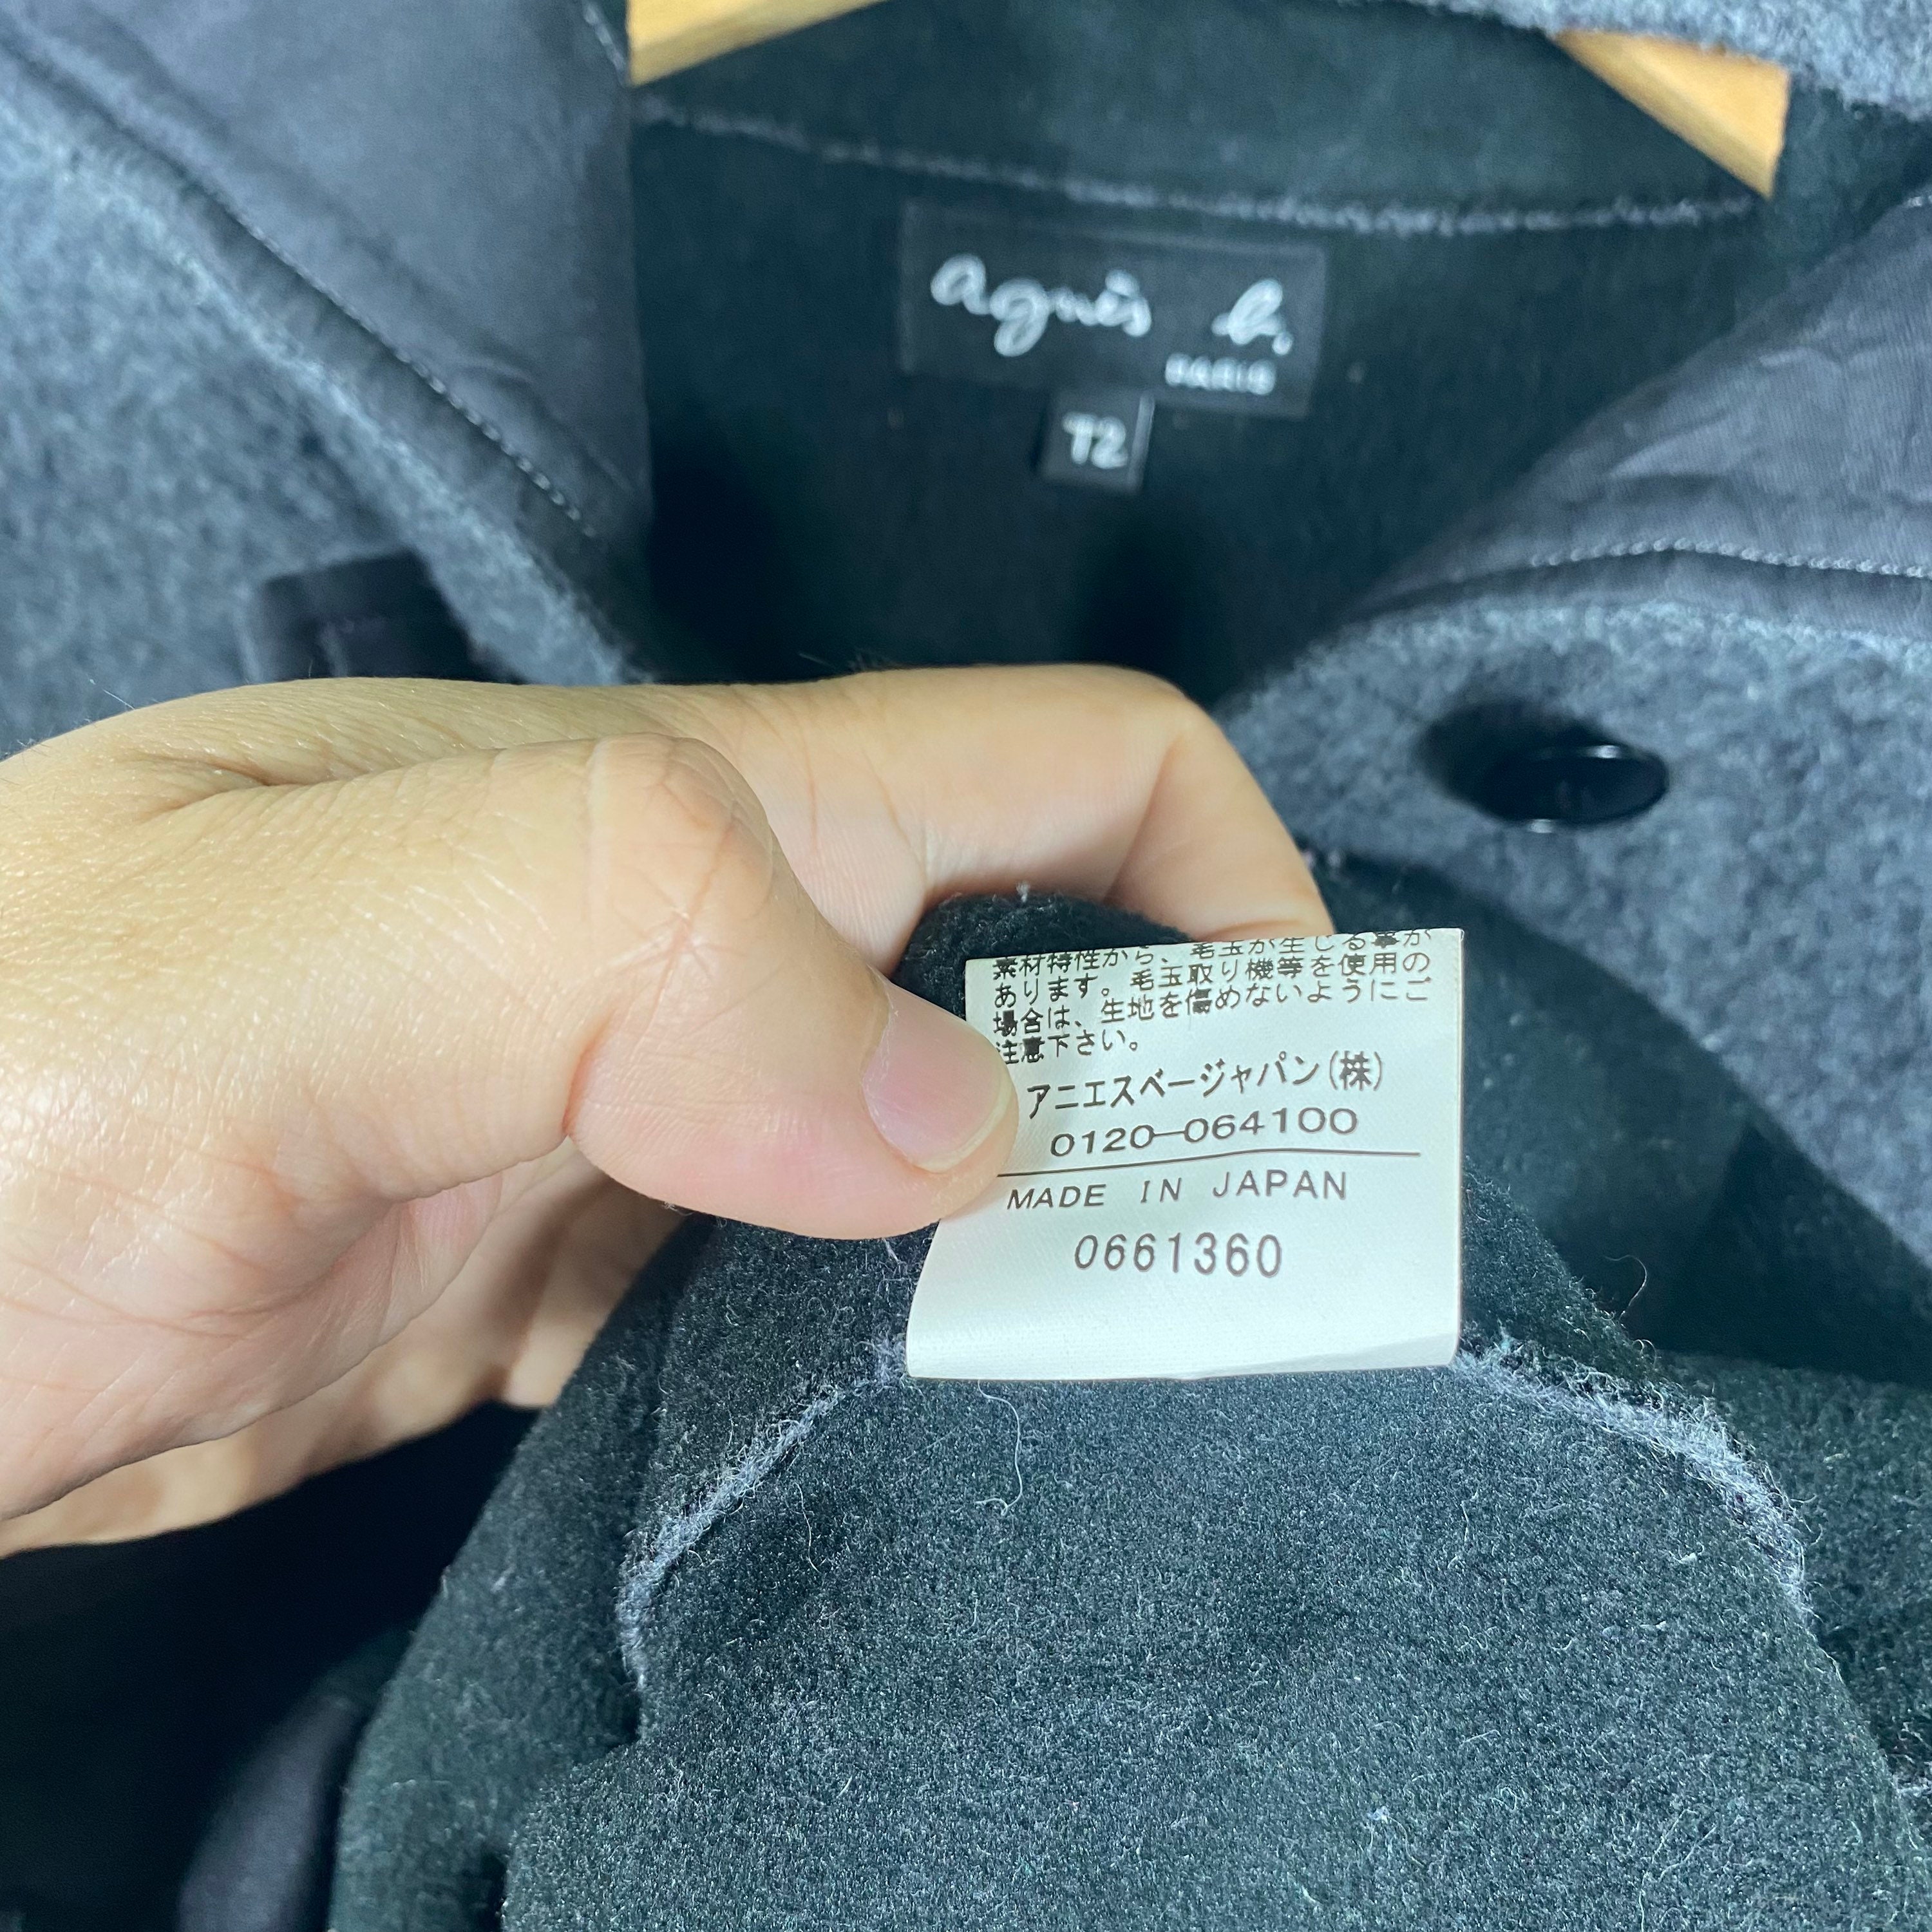 agnès b.
PARIS
T2
素材特性から、毛玉が生じる事が
あります。毛玉取り機等を使用の
場合は、生地を傷めないようにご
注意下さい。
アニエスベージャパン(株)
0120-064100
MADE IN JAPAN
0661360